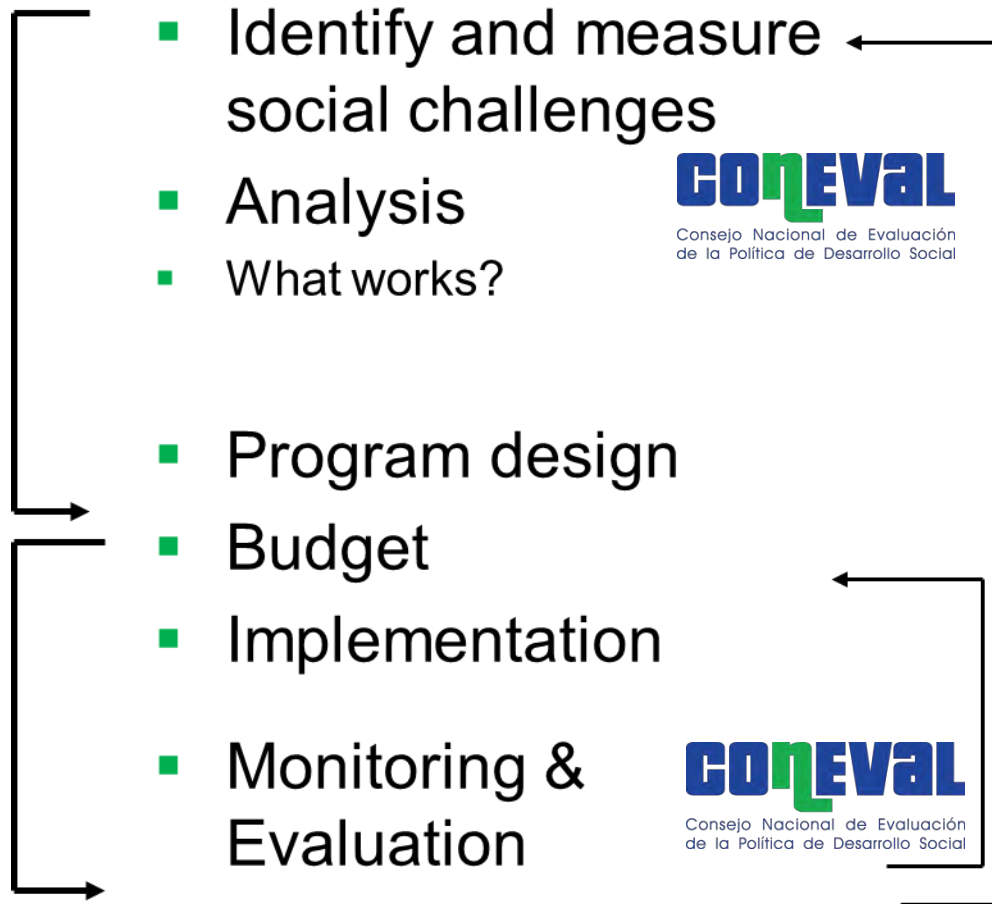 Identify and measure
social challenges
CONEVAL
Consejo Nacional de Evaluación
de la Política de Desarrollo Social
Analysis
What works?
Program design
Budget
Implementation
Monitoring &
Evaluation
CONEVAL
Consejo Nacional de Evaluación
de la Política de Desarrollo Social